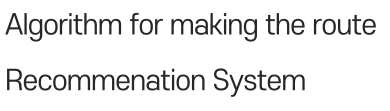 Algorithm for making the route
Recommenation System